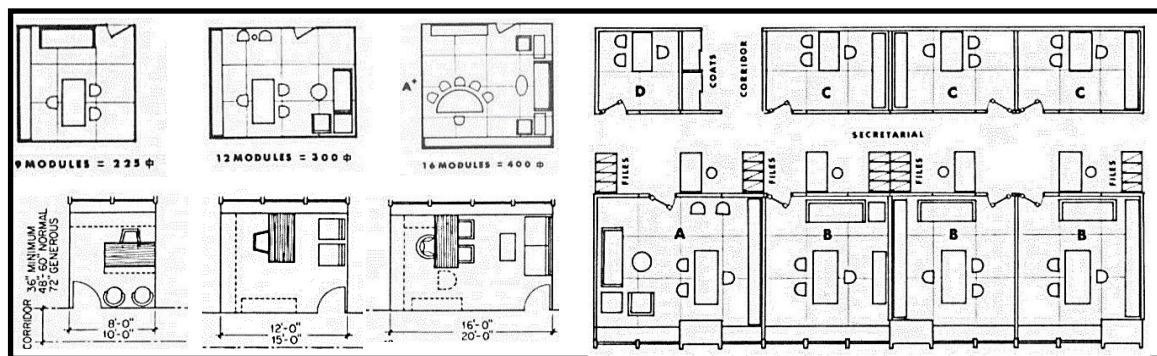 9 MODULES = 225 ф
12 MODULES = 300 ф
A+
16 MODULES = 400 ф
CORRIDOR
36" MINIMUM
48"-60" NORMAL
72" GENEROUS
8'-0"
10'-0"
12'-0"
15'-0"
16'-0"
20'-0"
D
COATS
CORRIDOR
C
C
C
SECRETARIAL
FILES
FILES
FILES
FILES
A
B
B
B